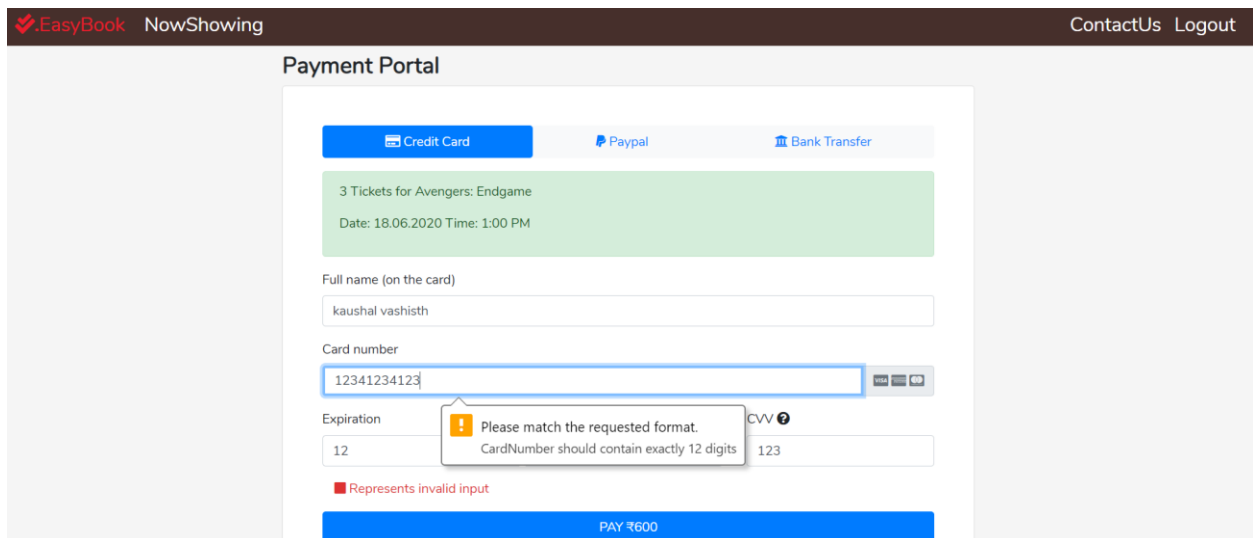 .EasyBook NowShowing ContactUs Logout
Payment Portal
Credit Card Paypal Bank Transfer
3 Tickets for Avengers: Endgame
Date: 18.06.2020 Time: 1:00 PM
Full name (on the card)
kaushal vashisth
Card number
12341234123
VISA
Expiration CVV ?
! Please match the requested format.
CardNumber should contain exactly 12 digits
12 123
Represents invalid input
PAY ₹600